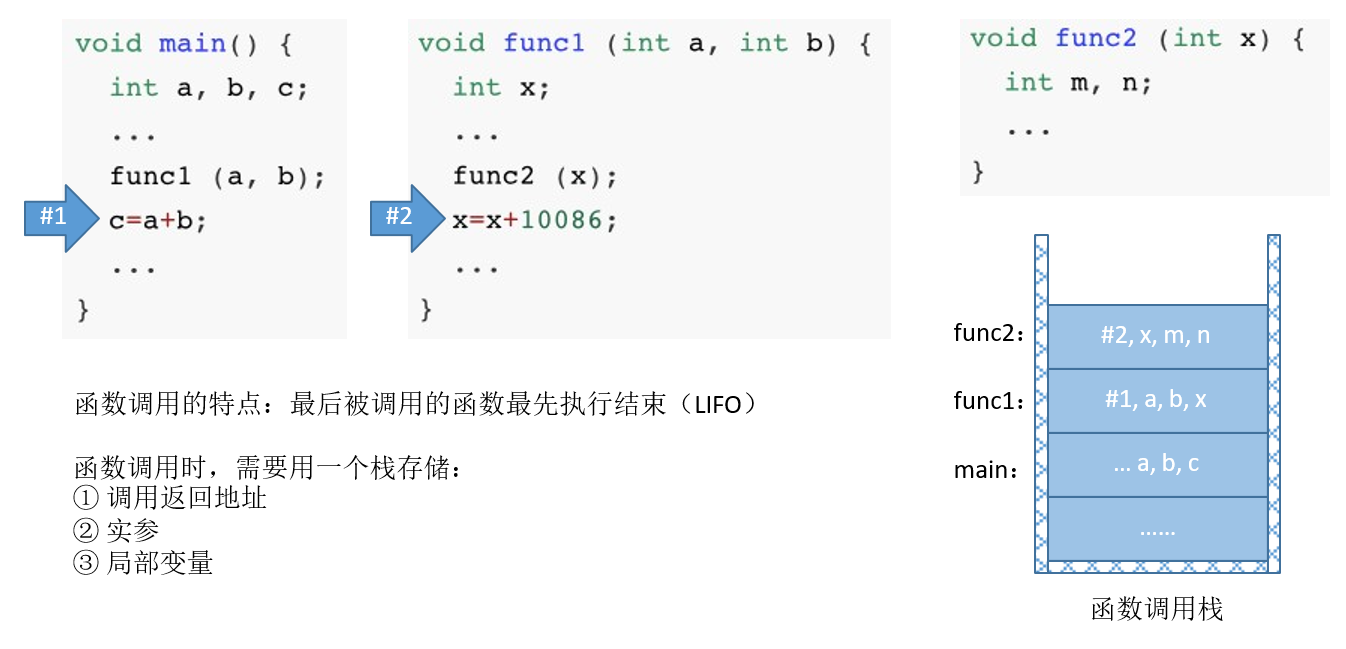 void main() {
int a, b, c;
...
func1 (a, b);
#1
c=a+b;
...
}
void func1 (int a, int b) {
int x;
...
func2 (x);
#2
x=x+10086;
...
}
void func2 (int x) {
int m, n;
...
}
函数调用的特点：最后被调用的函数最先执行结束（LIFO）
函数调用时，需要用一个栈存储：
① 调用返回地址
② 实参
③ 局部变量
func2：
#2, x, m, n
func1：
#1, a, b, x
main：
... a, b, c
......
函数调用栈